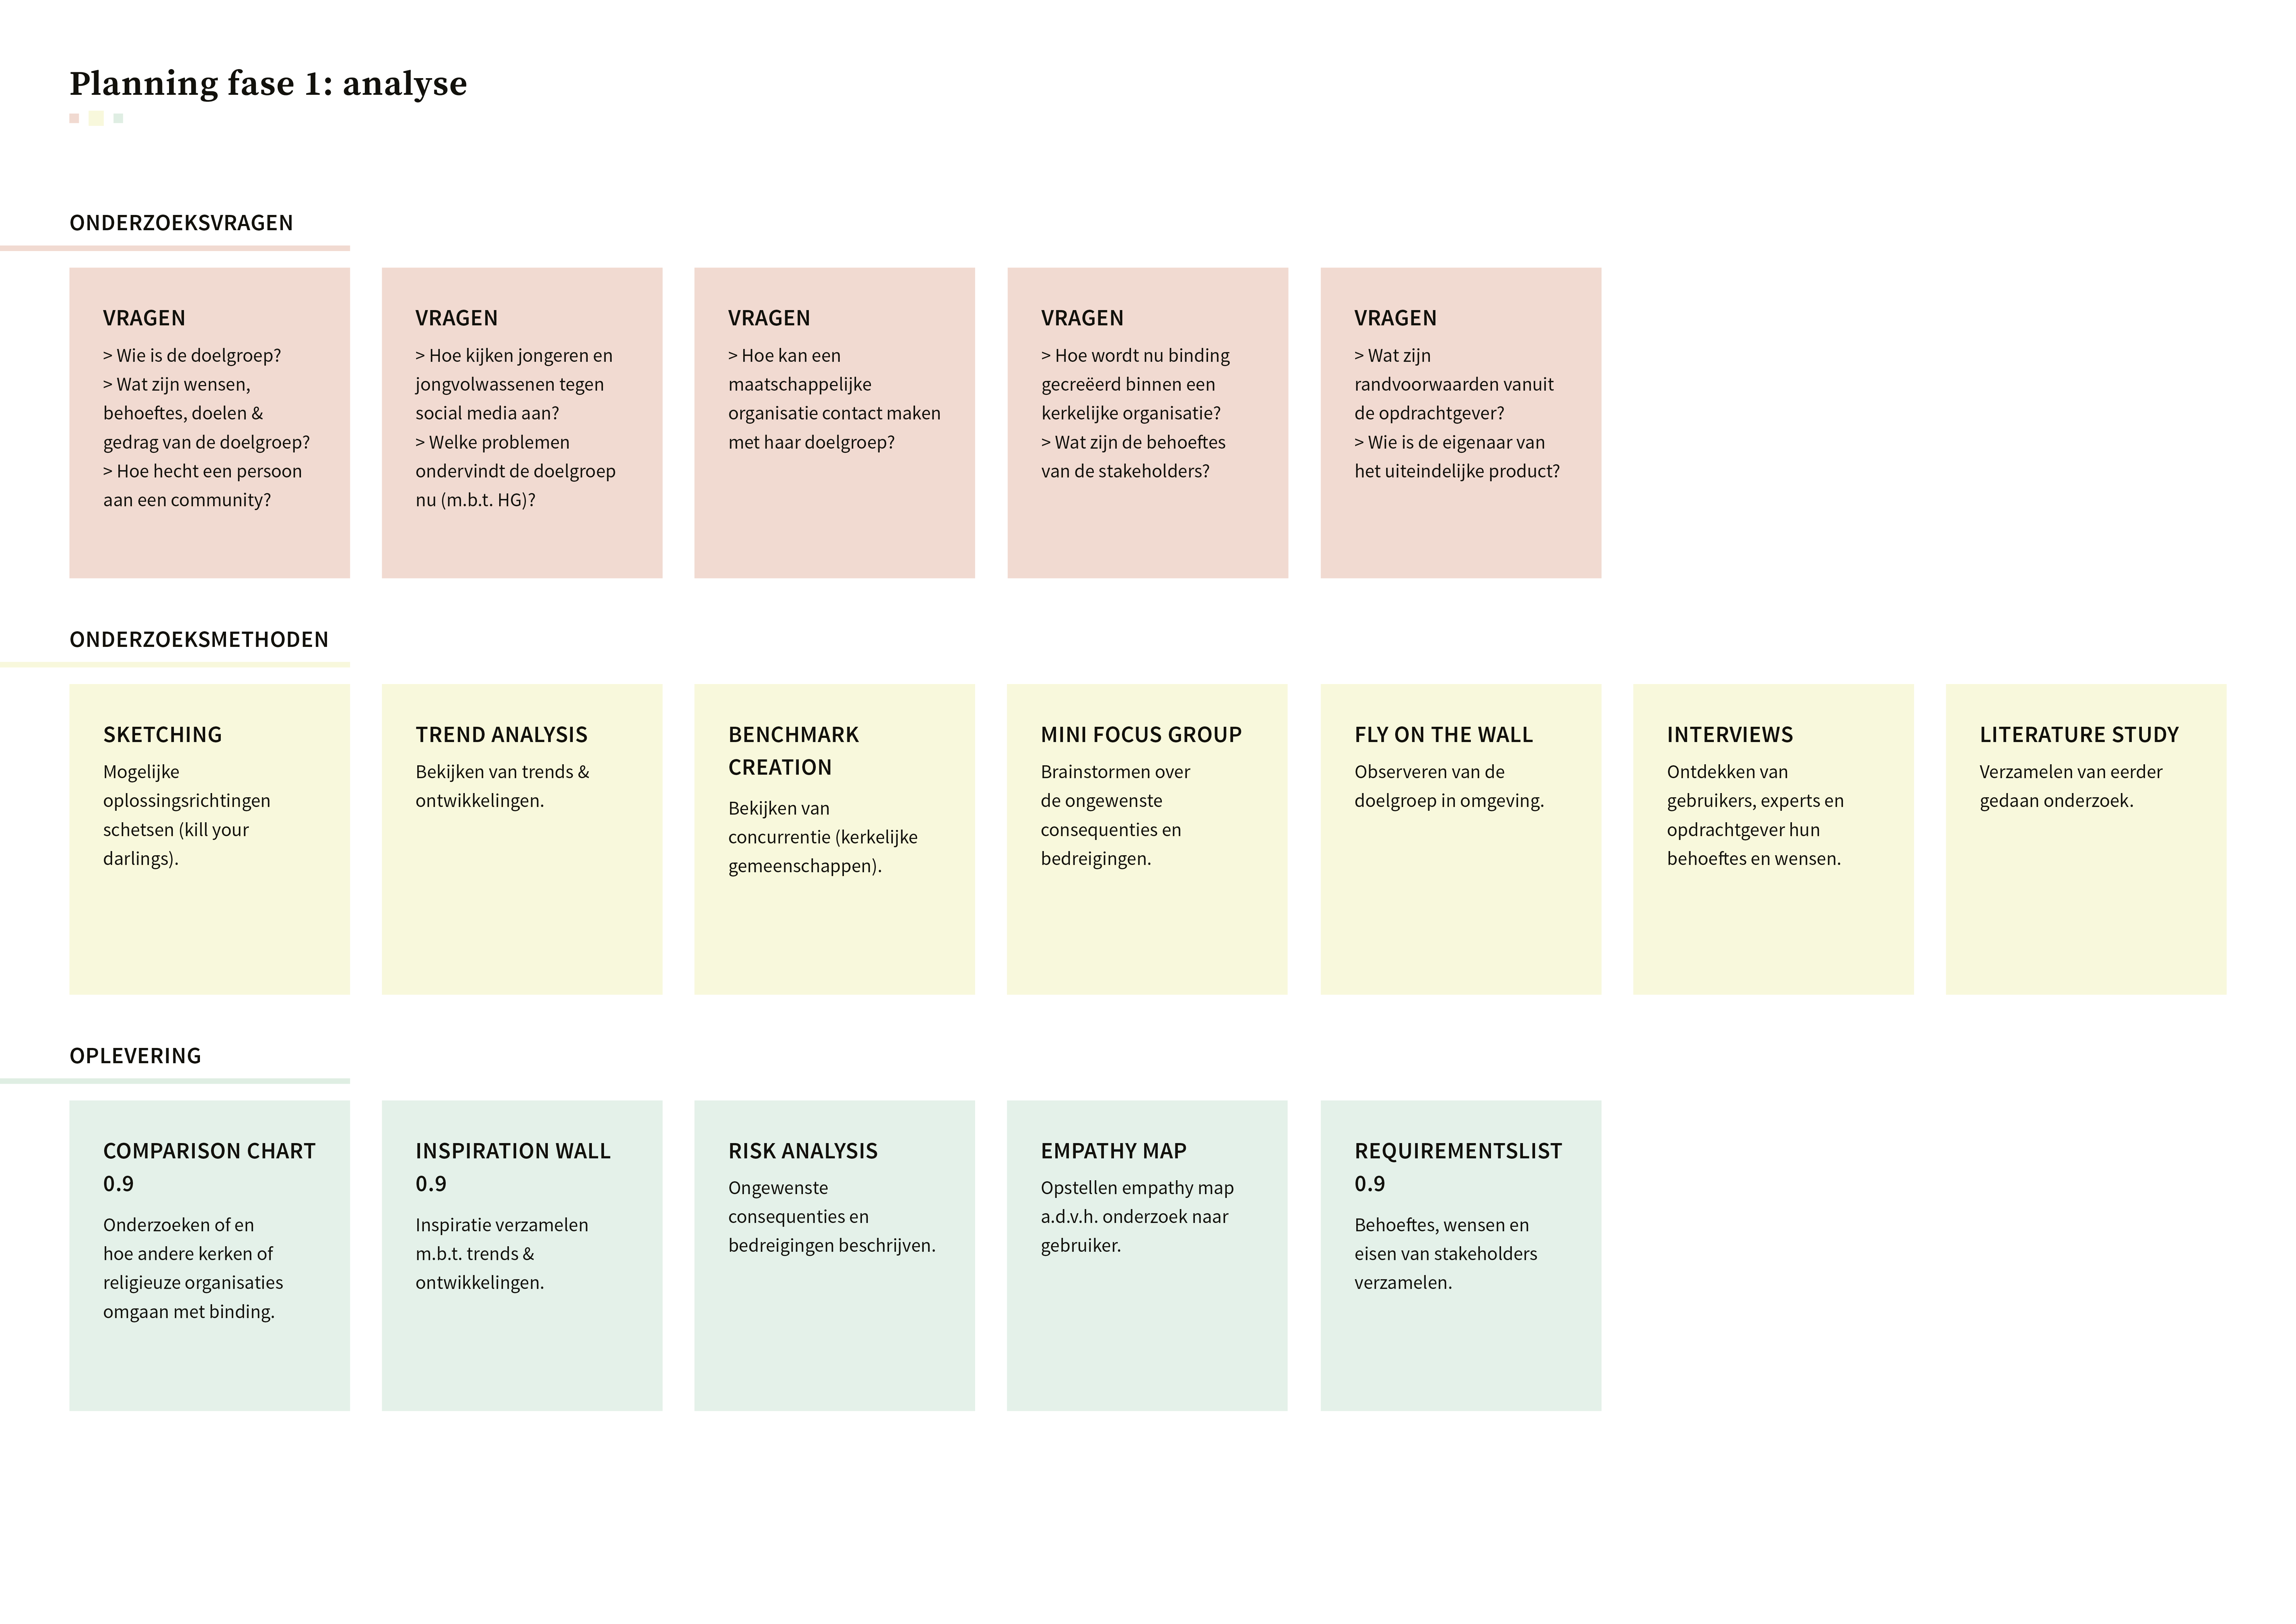 Planning fase 1: analyse
ONDERZOEKSVRAGEN
VRAGEN
> Wie is de doelgroep?
> Wat zijn wensen,
behoeftes, doelen &
gedrag van de doelgroep?
> Hoe hecht een persoon
aan een community?
VRAGEN
> Hoe kijken jongeren en
jongvolwassenen tegen
social media aan?
> Welke problemen
ondervindt de doelgroep
nu (m.b.t. HG)?
VRAGEN
> Hoe kan een
maatschappelijke
organisatie contact maken
met haar doelgroep?
VRAGEN
> Hoe wordt nu binding
gecreëerd binnen een
kerkelijke organisatie?
> Wat zijn de behoeftes
van de stakeholders?
VRAGEN
> Wat zijn
randvoorwaarden vanuit
de opdrachtgever?
> Wie is de eigenaar van
het uiteindelijke product?
ONDERZOEKSMETHODEN
SKETCHING
Mogelijke
oplossingsrichtingen
schetsen (kill your
darlings).
TREND ANALYSIS
Bekijken van trends &
ontwikkelingen.
BENCHMARK
CREATION
Bekijken van
concurrentie (kerkelijke
gemeenschappen).
MINI FOCUS GROUP
Brainstormen over
de ongewenste
consequenties en
bedreigingen.
FLY ON THE WALL
Observeren van de
doelgroep in omgeving.
INTERVIEWS
Ontdekken van
gebruikers, experts en
opdrachtgever hun
behoeftes en wensen.
LITERATURE STUDY
Verzamelen van eerder
gedaan onderzoek.
OPLEVERING
COMPARISON CHART
0.9
Onderzoeken of en
hoe andere kerken of
religieuze organisaties
omgaan met binding.
INSPIRATION WALL
0.9
Inspiratie verzamelen
m.b.t. trends &
ontwikkelingen.
RISK ANALYSIS
Ongewenste
consequenties en
bedreigingen beschrijven.
EMPATHY MAP
Opstellen empathy map
a.d.v.h. onderzoek naar
gebruiker.
REQUIREMENTSLIST
0.9
Behoeftes, wensen en
eisen van stakeholders
verzamelen.